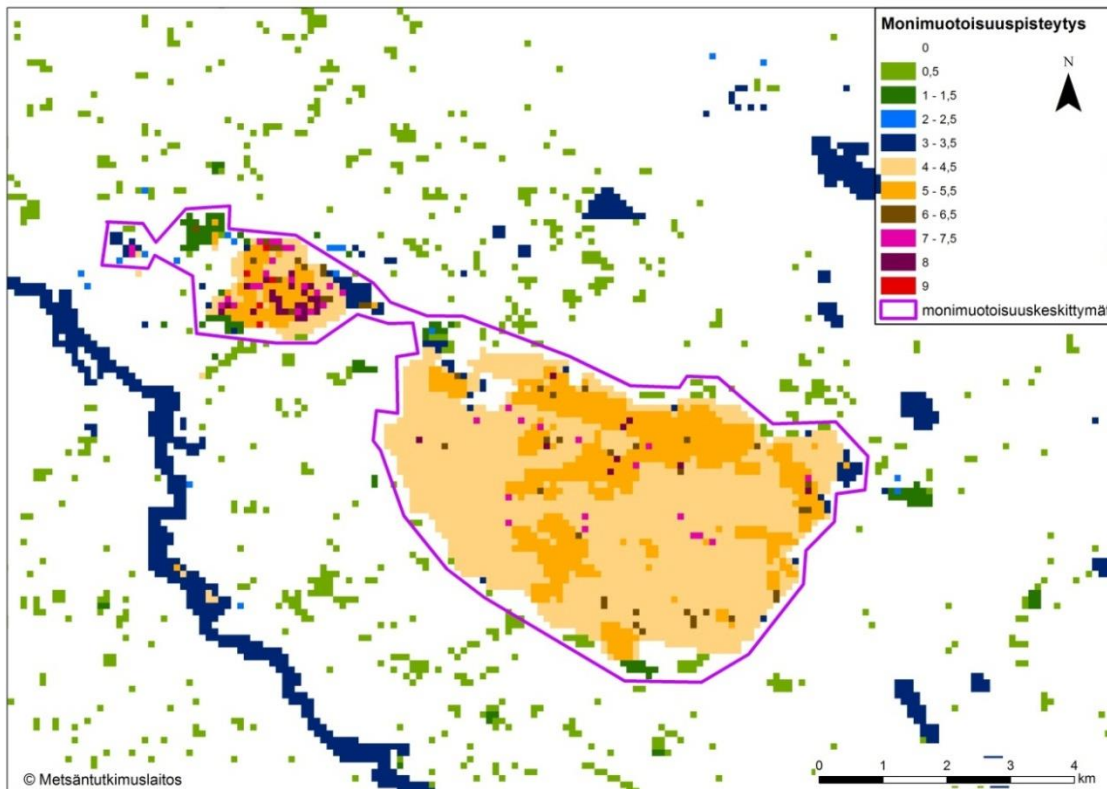 Monimuotoisuuspisteytys
0
0,5
1 - 1,5
2 - 2,5
3 - 3,5
4 - 4,5
5 - 5,5
6 - 6,5
7 - 7,5
8
9
monimuotoisuuskeskittymät
N
© Metsäntutkimuslaitos
0 1 2 3 4
km